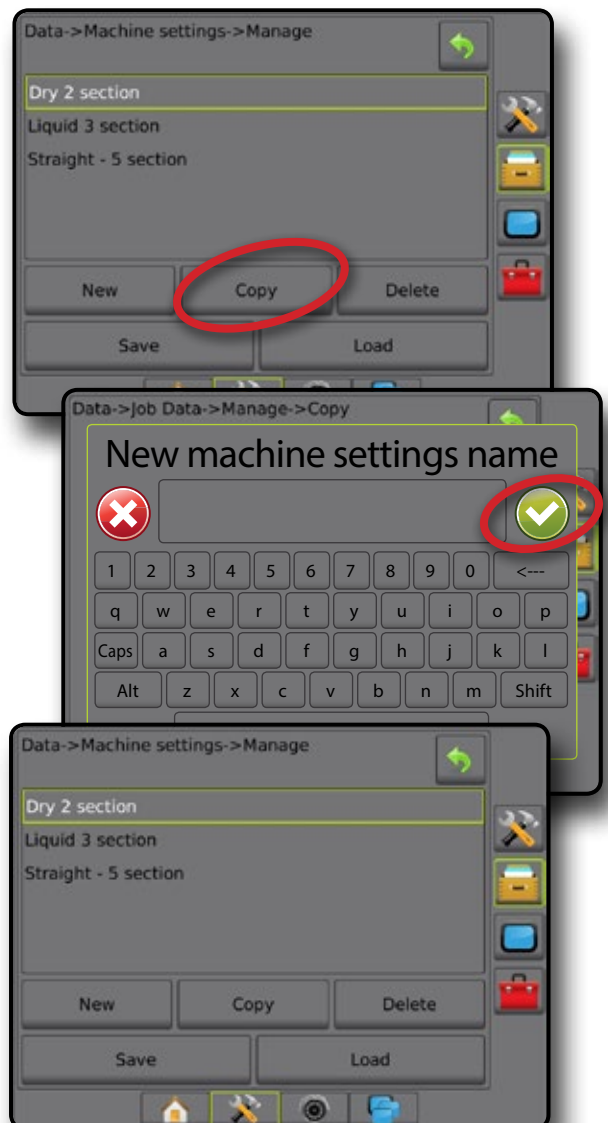 Data->Machine settings->Manage
Dry 2 section
Liquid 3 section
Straight - 5 section
New Copy Delete
Save Load
Data->Job Data->Manage->Copy
New machine settings name
1 2 3 4 5 6 7 8 9 0 <---
q w e r t y u i o p
Caps a s d f g h j k l
Alt z x c v b n m Shift
Data->Machine settings->Manage
Dry 2 section
Liquid 3 section
Straight - 5 section
New Copy Delete
Save Load